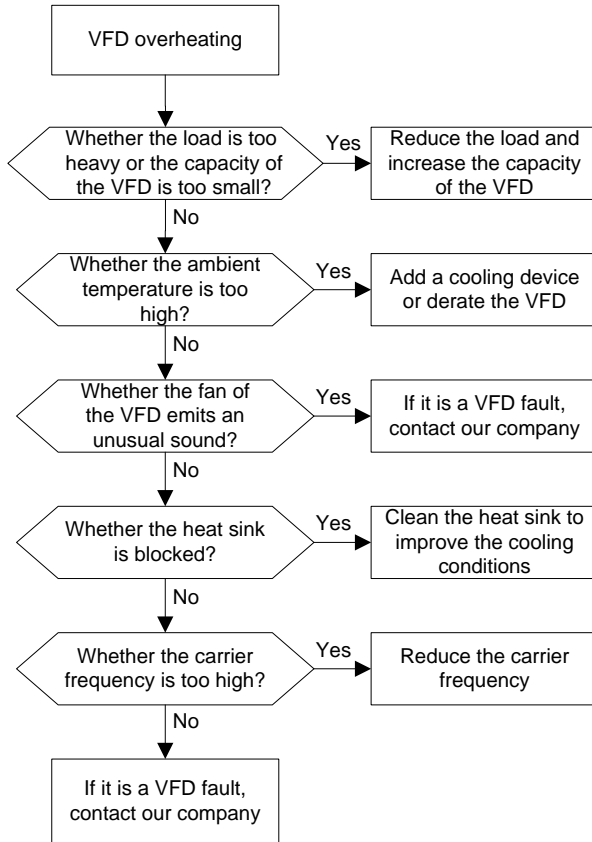 VFD overheating
Whether the load is too
heavy or the capacity of
the VFD is too small?
Yes
Reduce the load and
increase the capacity
of the VFD
No
Whether the ambient
temperature is too
high?
Yes
Add a cooling device
or derate the VFD
No
Whether the fan of
the VFD emits an
unusual sound?
Yes
If it is a VFD fault,
contact our company
No
Whether the heat sink
is blocked?
Yes
Clean the heat sink to
improve the cooling
conditions
No
Whether the carrier
frequency is too high?
Yes
Reduce the carrier
frequency
No
If it is a VFD fault,
contact our company